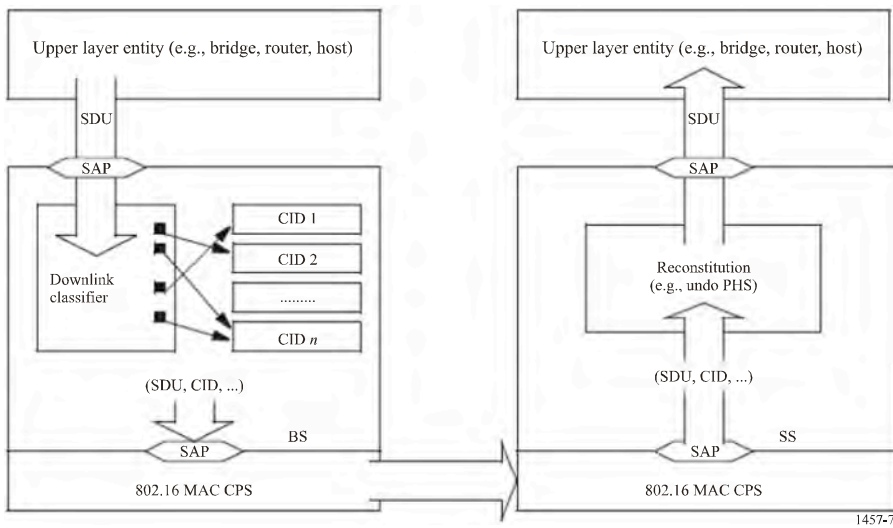 Upper layer entity (e.g., bridge, router, host)
SDU
SAP
Downlink
classifier
CID 1
CID 2
.........
CID n
(SDU, CID, ...)
SAP
BS
802.16 MAC CPS
Upper layer entity (e.g., bridge, router, host)
SDU
SAP
Reconstitution
(e.g., undo PHS)
(SDU, CID, ...)
SAP
SS
802.16 MAC CPS
1457-7